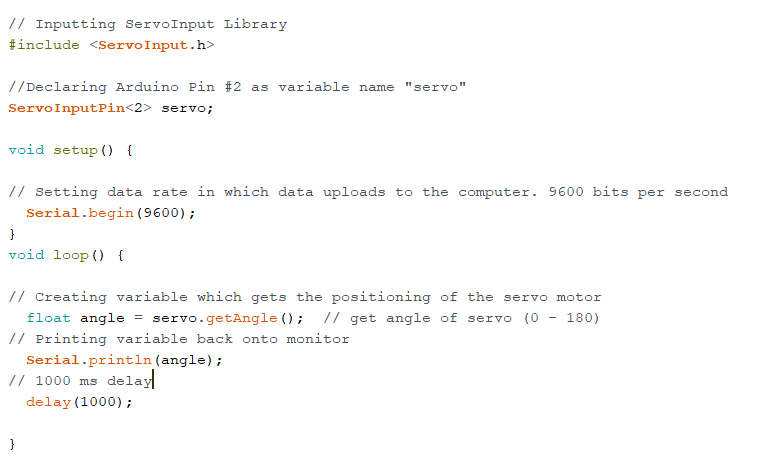 // Inputting ServoInput Library
#include <ServoInput.h>
//Declaring Arduino Pin #2 as variable name "servo"
ServoInputPin<2> servo;
void setup() {
// Setting data rate in which data uploads to the computer. 9600 bits per second
Serial.begin(9600);
}
void loop() {
// Creating variable which gets the positioning of the servo motor
float angle = servo.getAngle();  // get angle of servo (0 - 180)
// Printing variable back onto monitor
Serial.println(angle);
// 1000 ms delay
delay(1000);
}